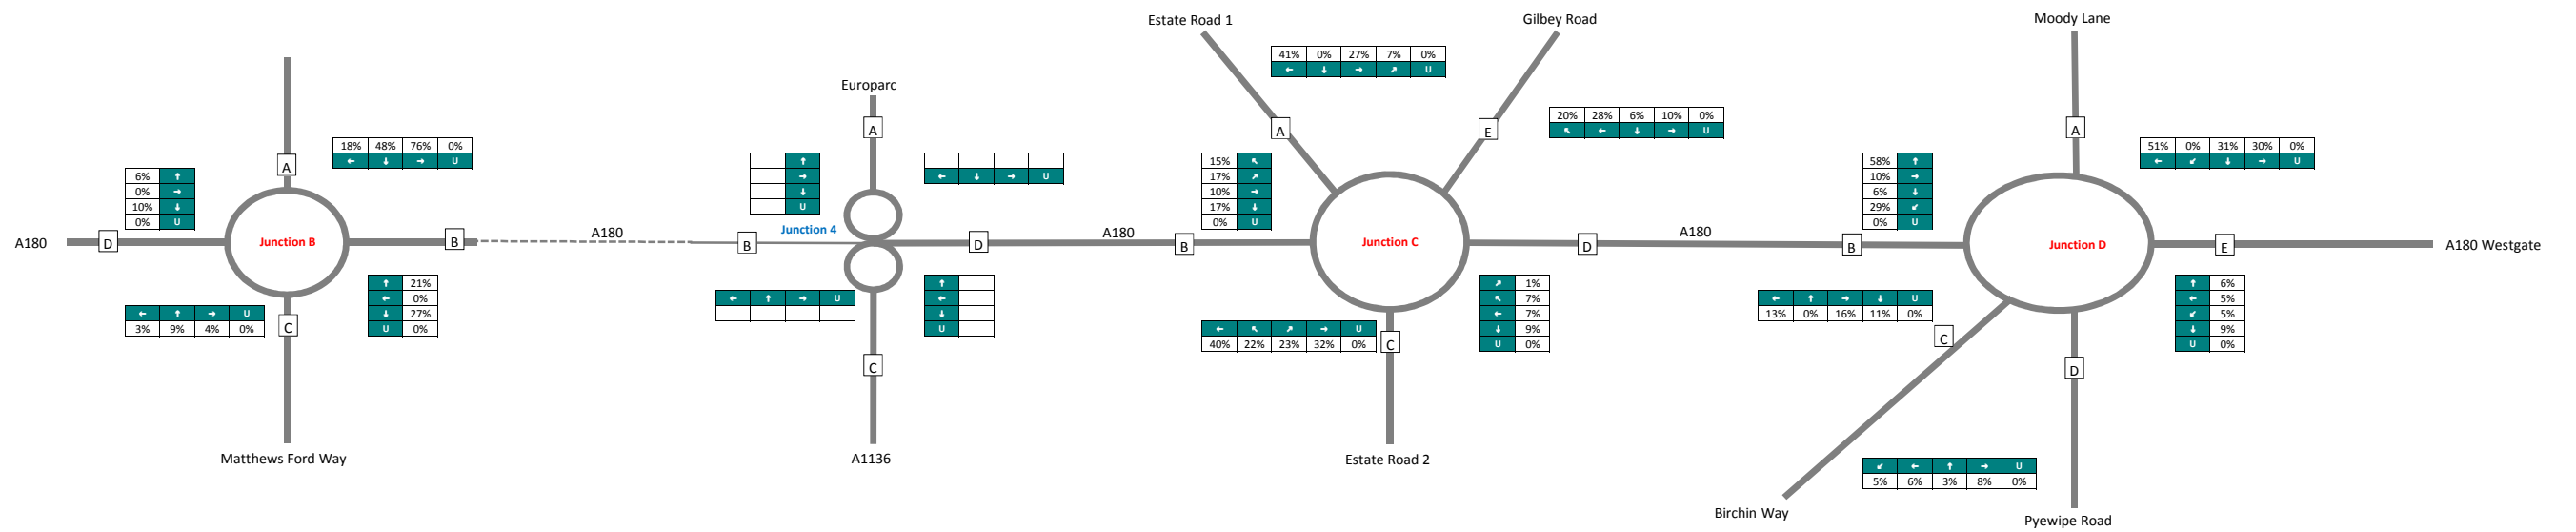 Estate Road 1
Gilbey Road
Moody Lane
41% 0% 27% 7% 0%
← ↓ → ↗ U
Europarc
A
20% 28% 6% 10% 0%
↖ ← ↓ → U
A
E
A
18% 48% 76% 0%
← ↓ → U
51% 0% 31% 30% 0%
← ↙ ↓ → U
A
6% ↑
0% →
10% ↓
0% U
↑
→
↓
U
← ↓ → U
15% ↖
17% ↗
10% →
17% ↓
0% U
58% ↑
10% →
6% ↓
29% ↙
0% U
A180
D
Junction B
B
A180
B
Junction 4
D
A180
B
Junction C
D
A180
B
Junction D
E
A180 Westgate
↑ 21%
← 0%
↓ 27%
U 0%
← ↑ → U
3% 9% 4% 0%
C
← ↑ → U
↑
←
↓
U
↗ 1%
↖ 7%
← 7%
↓ 9%
U 0%
← ↖ ↗ → U
40% 22% 23% 32% 0%
C
← ↑ → ↓ U
13% 0% 16% 11% 0%
C
↑ 6%
← 5%
↙ 5%
↓ 9%
U 0%
C
D
Matthews Ford Way
A1136
Estate Road 2
↙ ← ↑ → U
5% 6% 3% 8% 0%
Birchin Way
Pyewipe Road